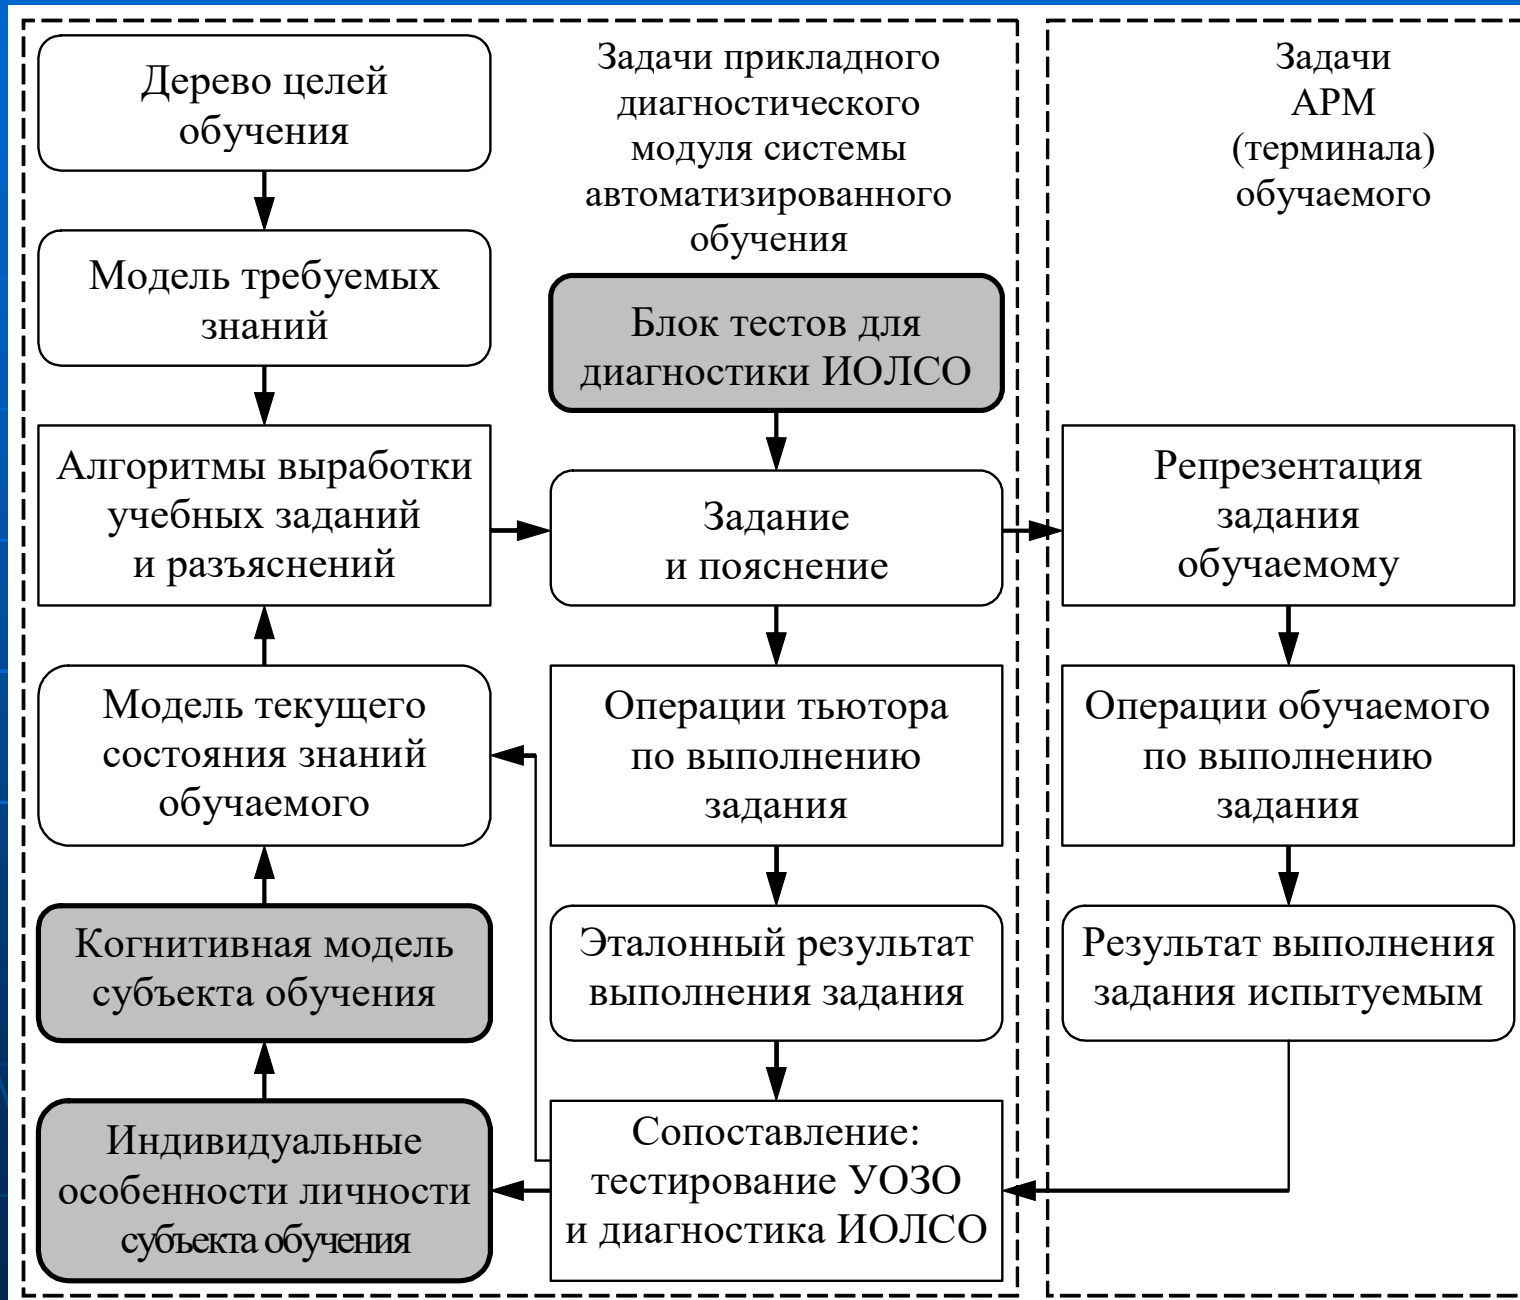 Дерево целей
обучения
Модель требуемых
знаний
Алгоритмы выработки
учебных заданий
и разъяснений
Модель текущего
состояния знаний
обучаемого
Когнитивная модель
субъекта обучения
Индивидуальные
особенности личности
субъекта обучения
Задачи прикладного
диагностического
модуля системы
автоматизированного
обучения
Блок тестов для
диагностики ИОЛСО
Задание
и пояснение
Операции тьютора
по выполнению
задания
Эталонный результат
выполнения задания
Сопоставление:
тестирование УОЗО
и диагностика ИОЛСО
Задачи
АРМ
(терминала)
обучаемого
Репрезентация
задания
обучаемому
Операции обучаемого
по выполнению
задания
Результат выполнения
задания испытуемым